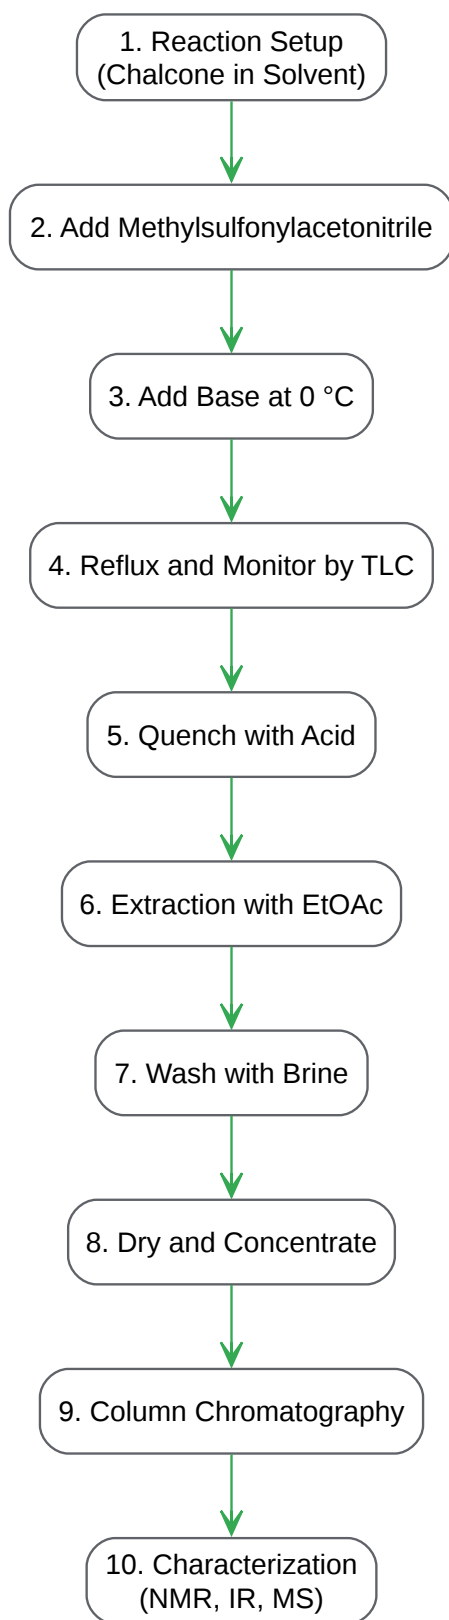 1. Reaction Setup
(Chalcone in Solvent)
2. Add Methylsulfonylacetonitrile
3. Add Base at 0 °C
4. Reflux and Monitor by TLC
5. Quench with Acid
6. Extraction with EtOAc
7. Wash with Brine
8. Dry and Concentrate
9. Column Chromatography
10. Characterization
(NMR, IR, MS)